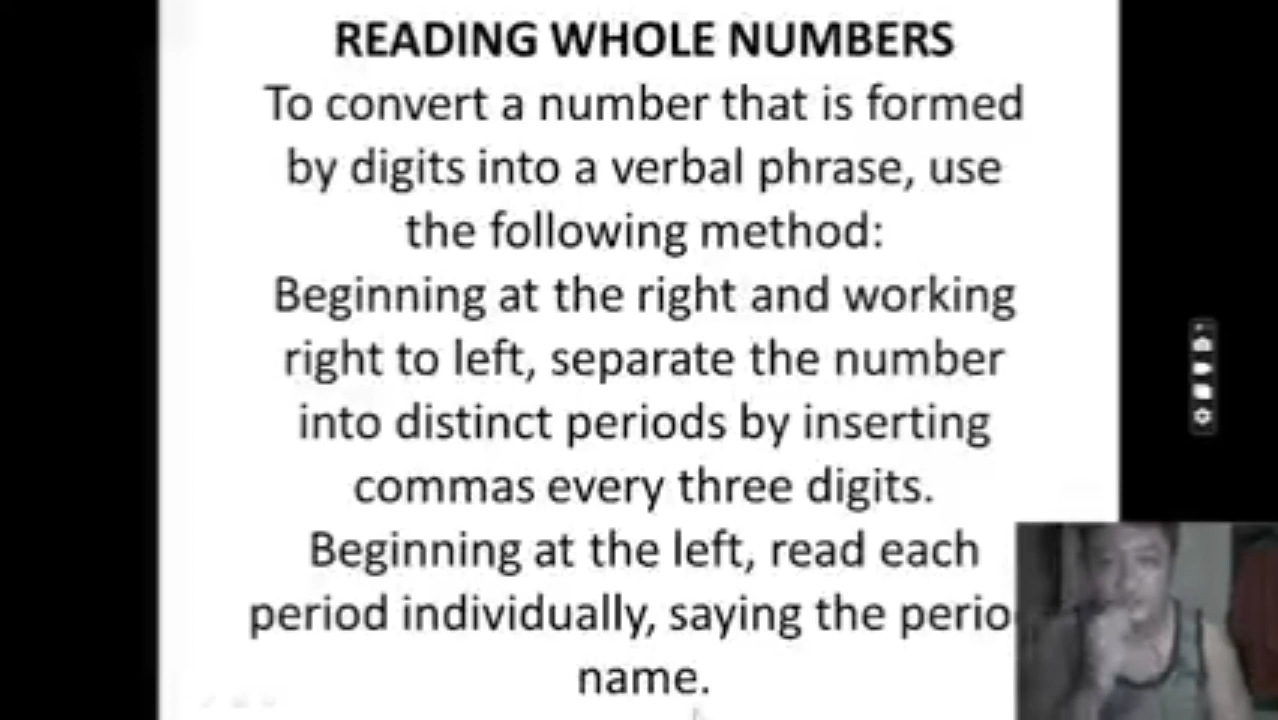 READING WHOLE NUMBERS
To convert a number that is formed
by digits into a verbal phrase, use
the following method:
Beginning at the right and working
right to left, separate the number
into distinct periods by inserting
commas every three digits.
Beginning at the left, read each
period individually, saying the perio
name.